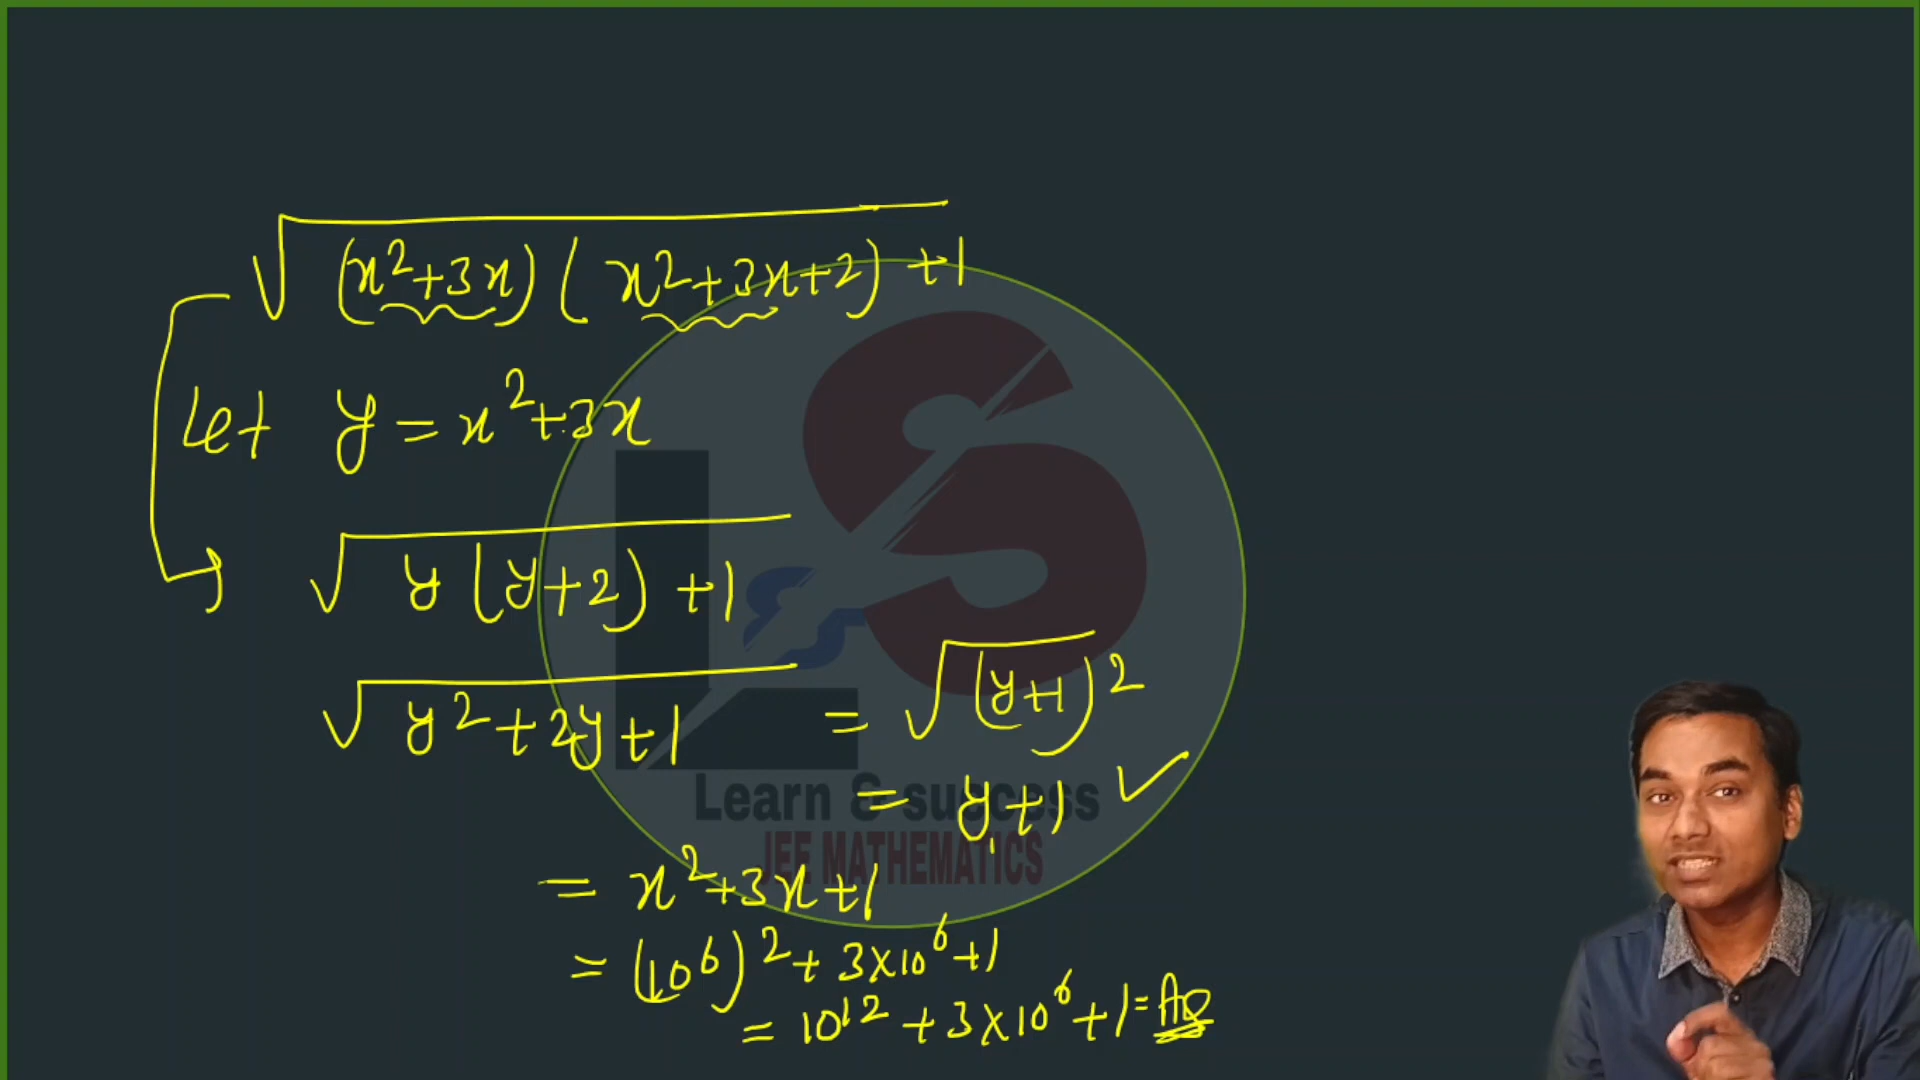 √(x²+3x)(x²+3x+2)+1
Let y = x²+3x
√y(y+2)+1
√y²+2y+1 = √(y+1)²
= y+1 ✓
Learn & success
JEE MATHEMATICS
= x²+3x+1
= (10⁶)²+3×10⁶+1
= 10¹²+3×10⁶+1 =